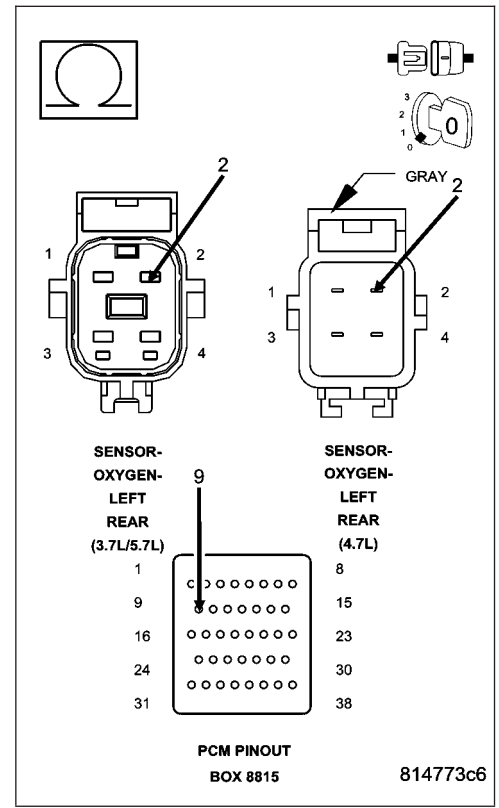 3
2
1
0
2
GRAY
2
1 2
3 4
1 2
3 4
SENSOR-
OXYGEN-
LEFT
REAR
(3.7L/5.7L)
9
SENSOR-
OXYGEN-
LEFT
REAR
(4.7L)
1 8
9 15
16 23
24 30
31 38
PCM PINOUT
BOX 8815
814773c6